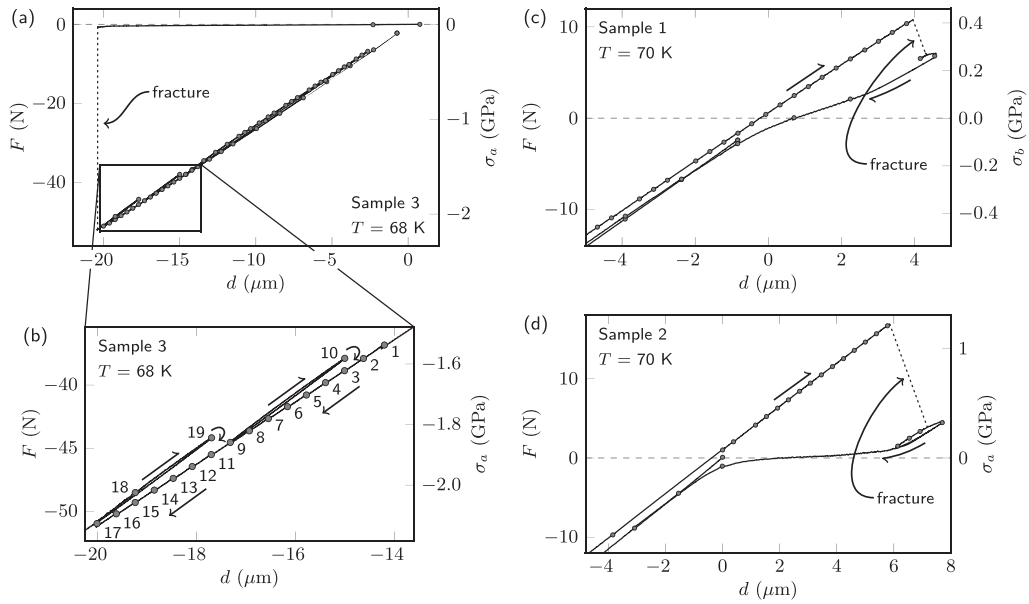 (a)
0
−20
−40
F (N)
fracture
Sample 3
T = 68 K
0
−1
−2
σa (GPa)
−20 −15 −10 −5 0
d (μm)
(b)
Sample 3
T = 68 K
−40
−45
−50
F (N)
1
2
3
4
5
6
7
8
9
10
11
12
13
14
15
16
17
18
19
−1.6
−1.8
−2.0
σa (GPa)
−20 −18 −16 −14
d (μm)
(c)
Sample 1
T = 70 K
10
0
−10
F (N)
fracture
0.4
0.2
0.0
−0.2
−0.4
σb (GPa)
−4 −2 0 2 4
d (μm)
(d)
Sample 2
T = 70 K
10
0
−10
F (N)
fracture
1
0
σa (GPa)
−4 −2 0 2 4 6 8
d (μm)